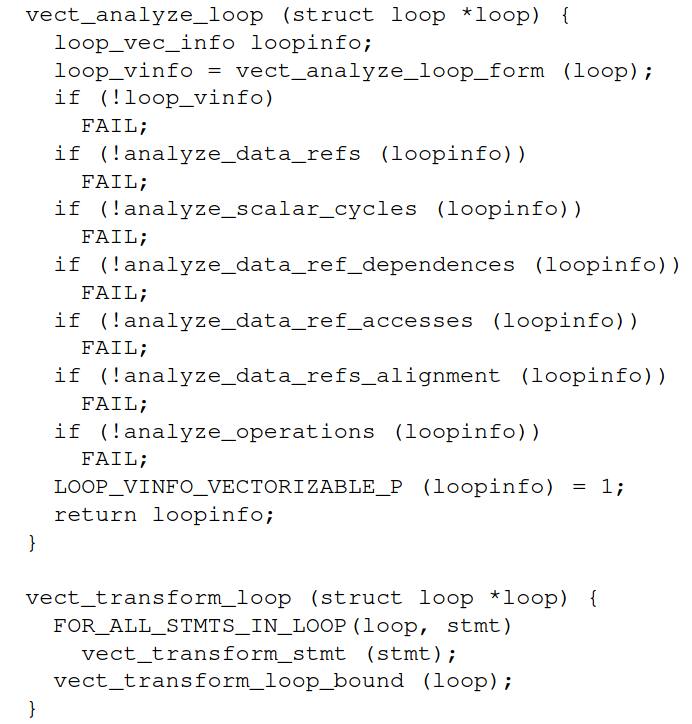 vect_analyze_loop (struct loop *loop) {
loop_vec_info loopinfo;
loop_vinfo = vect_analyze_loop_form (loop);
if (!loop_vinfo)
FAIL;
if (!analyze_data_refs (loopinfo))
FAIL;
if (!analyze_scalar_cycles (loopinfo))
FAIL;
if (!analyze_data_ref_dependences (loopinfo))
FAIL;
if (!analyze_data_ref_accesses (loopinfo))
FAIL;
if (!analyze_data_refs_alignment (loopinfo))
FAIL;
if (!analyze_operations (loopinfo))
FAIL;
LOOP_VINFO_VECTORIZABLE_P (loopinfo) = 1;
return loopinfo;
}
vect_transform_loop (struct loop *loop) {
FOR_ALL_STMTS_IN_LOOP(loop, stmt)
vect_transform_stmt (stmt);
vect_transform_loop_bound (loop);
}